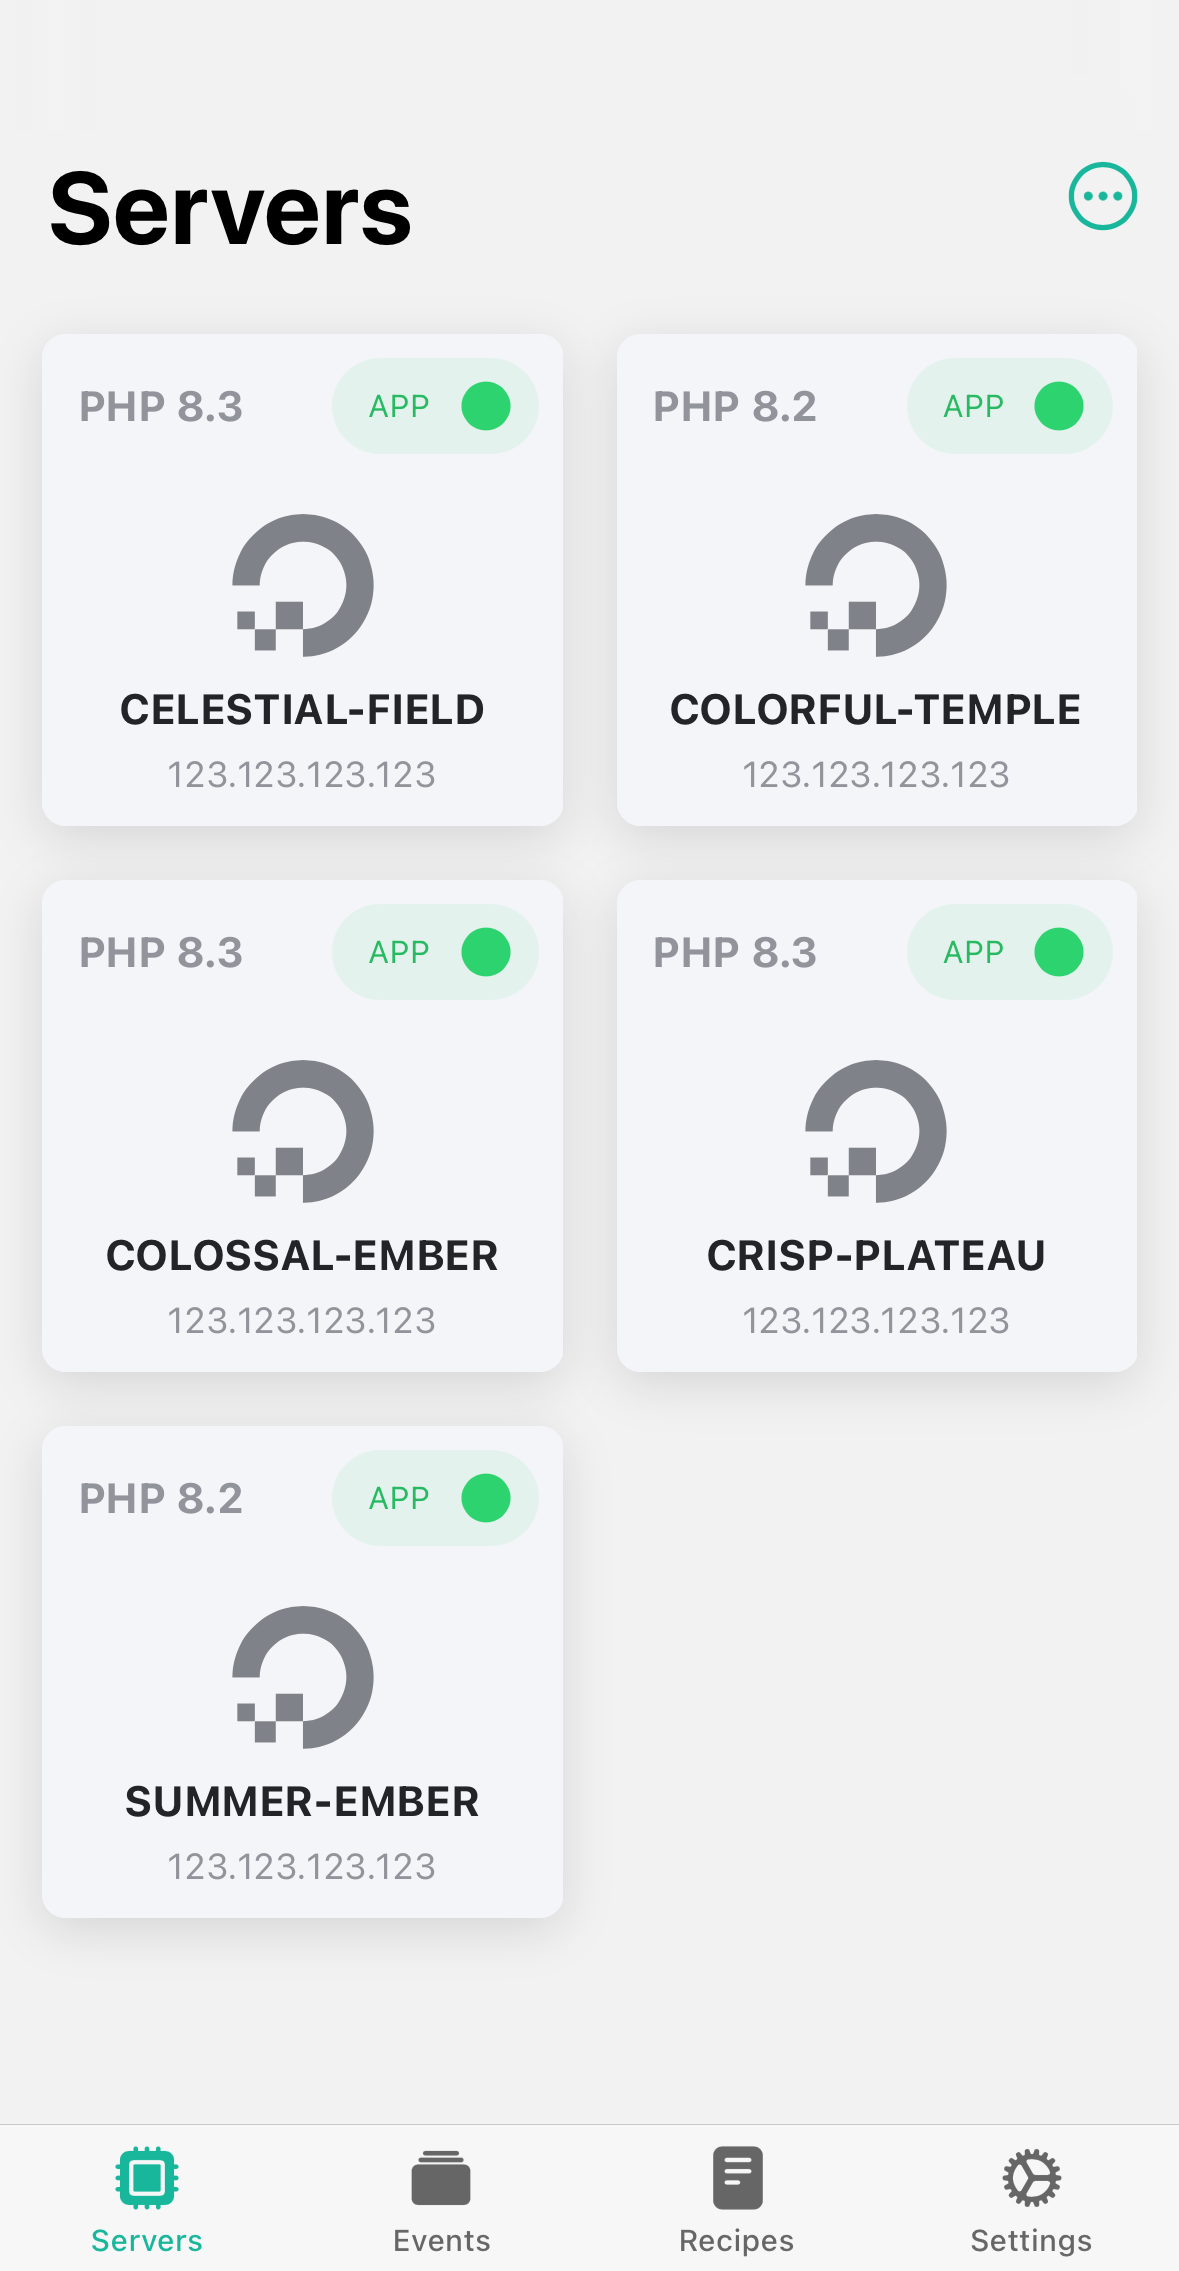 Servers
PHP 8.3 APP
CELESTIAL-FIELD
123.123.123.123
PHP 8.2 APP
COLORFUL-TEMPLE
123.123.123.123
PHP 8.3 APP
COLOSSAL-EMBER
123.123.123.123
PHP 8.3 APP
CRISP-PLATEAU
123.123.123.123
PHP 8.2 APP
SUMMER-EMBER
123.123.123.123
Servers Events Recipes Settings